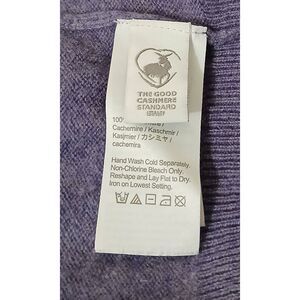 THE GOOD
CASHMERE
STANDARD
100%
Cachemire / Kaschmir /
Kasjmier / カシミヤ /
cachemira
Hand Wash Cold Separately.
Non-Chlorine Bleach Only.
Reshape and Lay Flat to Dry.
Iron on Lowest Setting.